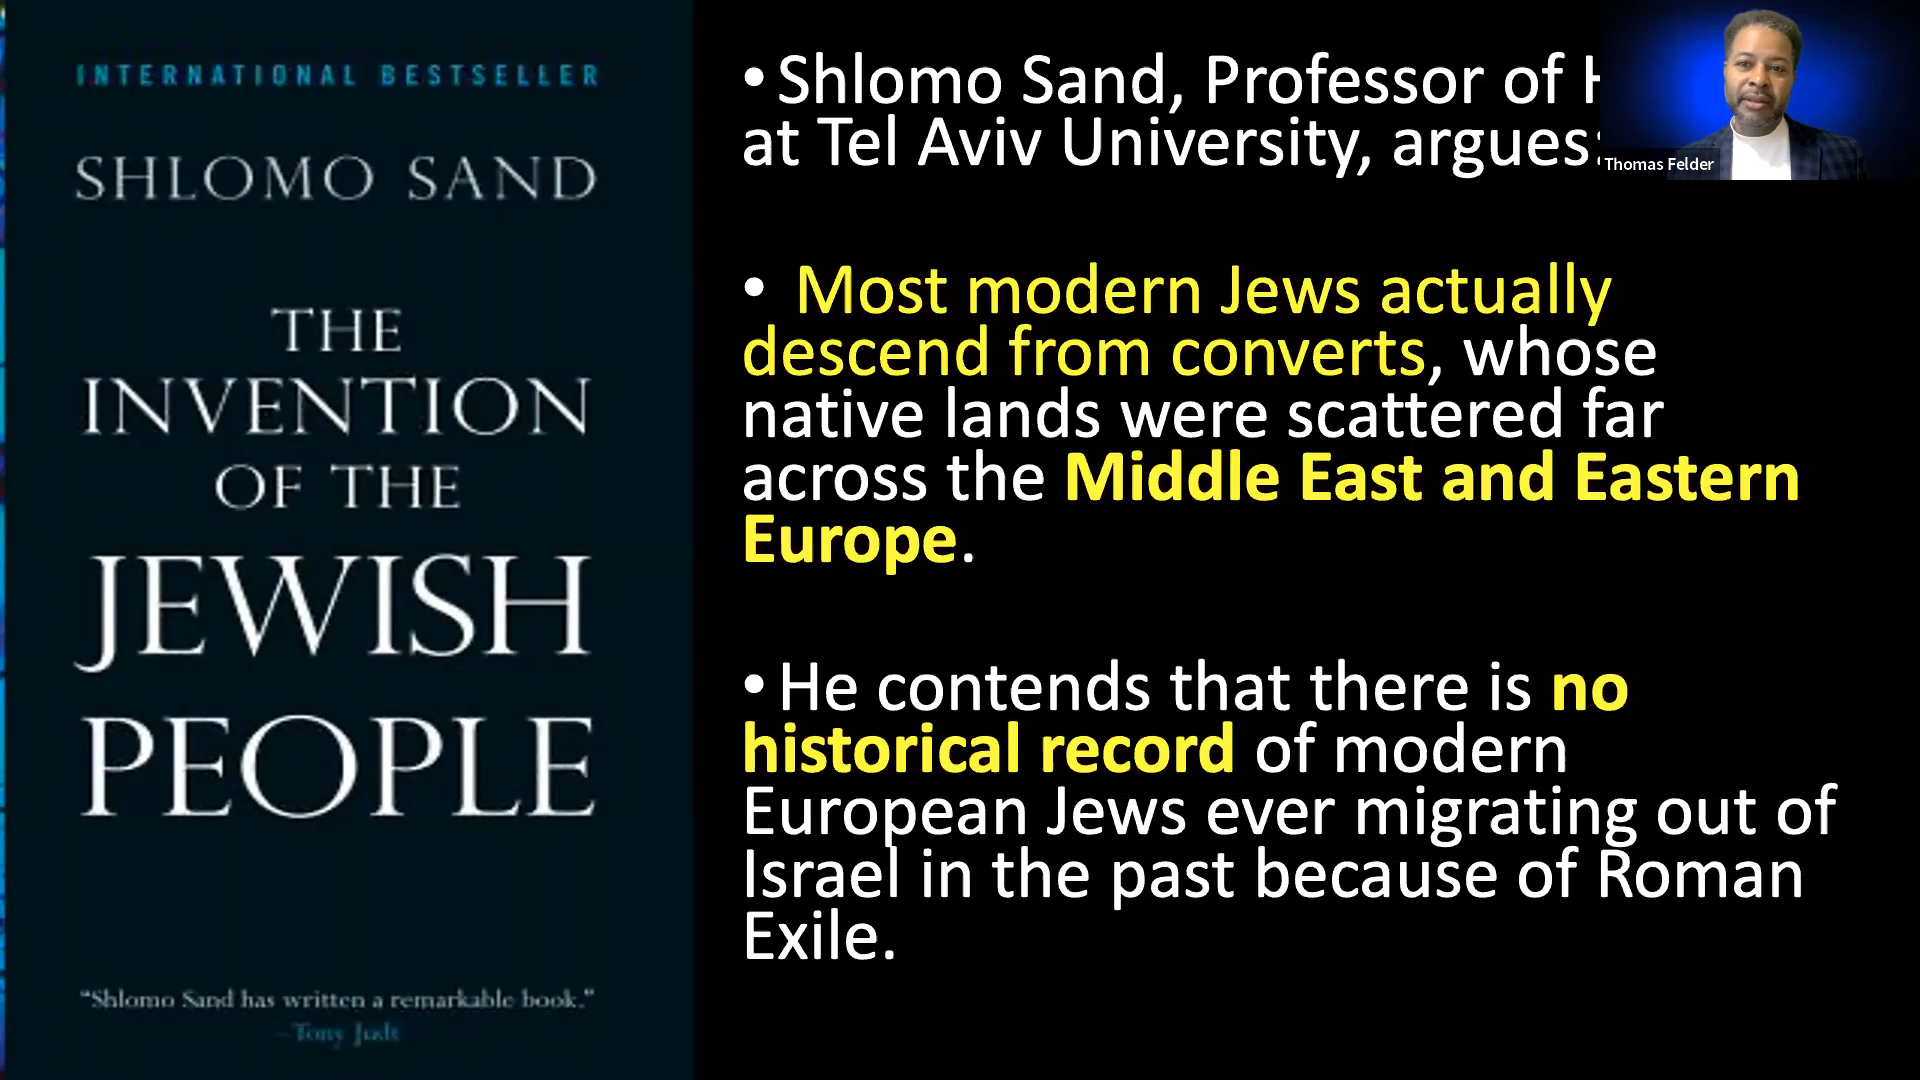 INTERNATIONAL BESTSELLER
SHLOMO SAND
THE
INVENTION
OF THE
JEWISH
PEOPLE
“Shlomo Sand has written a remarkable book.”
–Tony Judt
• Shlomo Sand, Professor of
at Tel Aviv University, argues:
• Most modern Jews actually
descend from converts, whose
native lands were scattered far
across the Middle East and Eastern
Europe.
• He contends that there is no
historical record of modern
European Jews ever migrating out of
Israel in the past because of Roman
Exile.
Thomas Felder